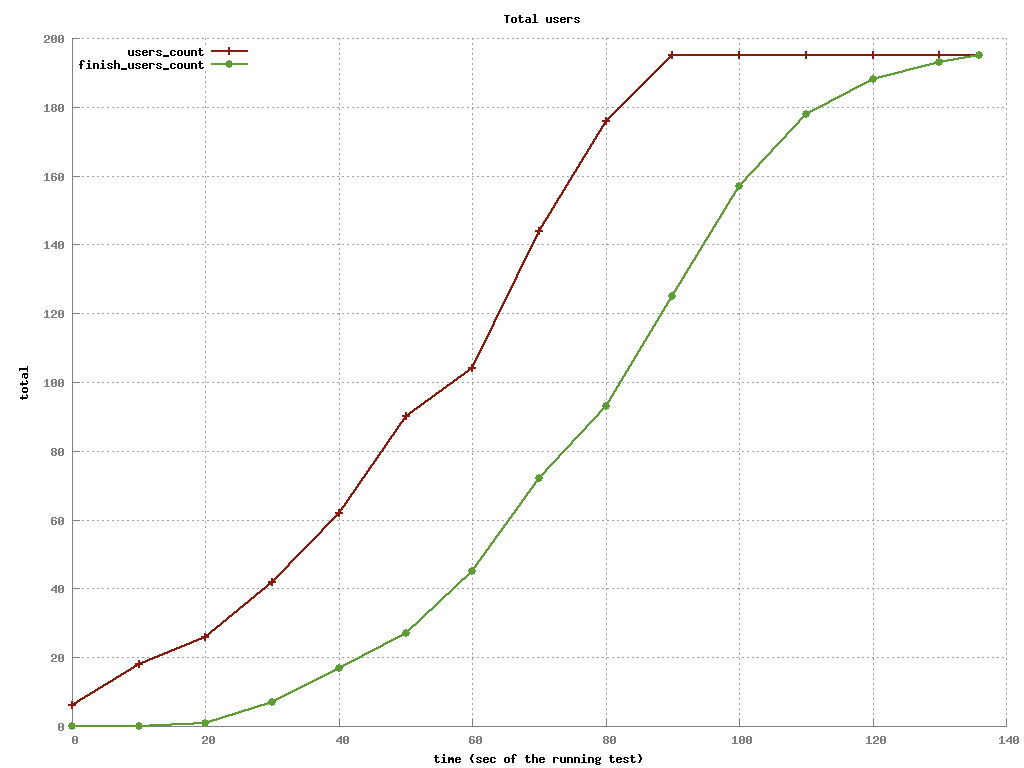 Total users
users_count
finish_users_count
200
180
160
140
120
100
80
60
40
20
0
total
0 20 40 60 80 100 120 140
time (sec of the running test)